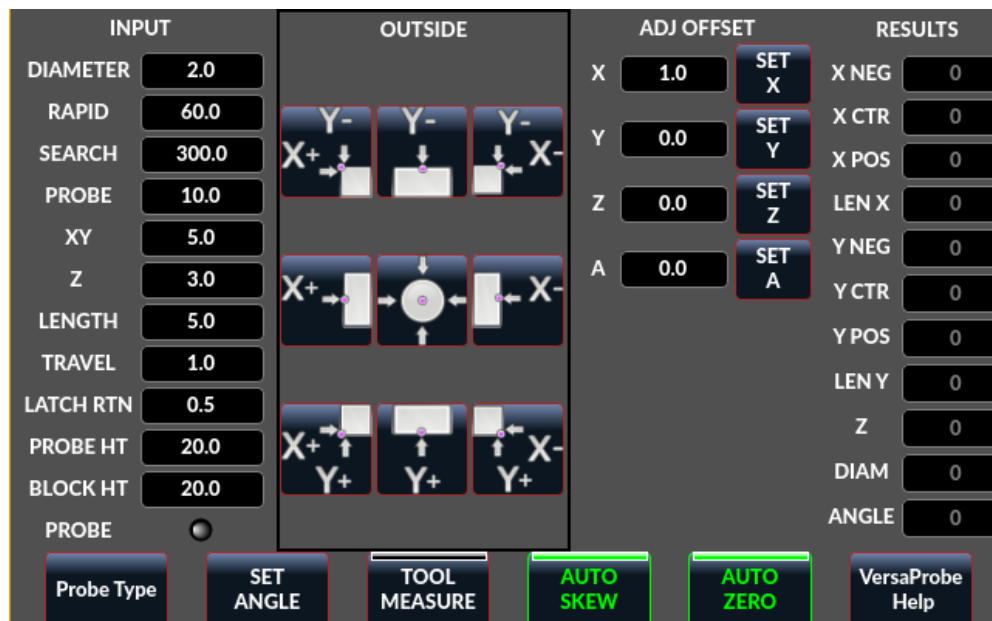 INPUT
DIAMETER 2.0
RAPID 60.0
SEARCH 300.0
PROBE 10.0
XY 5.0
Z 3.0
LENGTH 5.0
TRAVEL 1.0
LATCH RTN 0.5
PROBE HT 20.0
BLOCK HT 20.0
PROBE
OUTSIDE
Y- Y- Y-
X+ X-
X+ X-
X+ X-
Y+ Y+ Y+
ADJ OFFSET
X 1.0 SET X
Y 0.0 SET Y
Z 0.0 SET Z
A 0.0 SET A
RESULTS
X NEG 0
X CTR 0
X POS 0
LEN X 0
Y NEG 0
Y CTR 0
Y POS 0
LEN Y 0
Z 0
DIAM 0
ANGLE 0
Probe Type
SET
ANGLE
TOOL
MEASURE
AUTO
SKEW
AUTO
ZERO
VersaProbe
Help